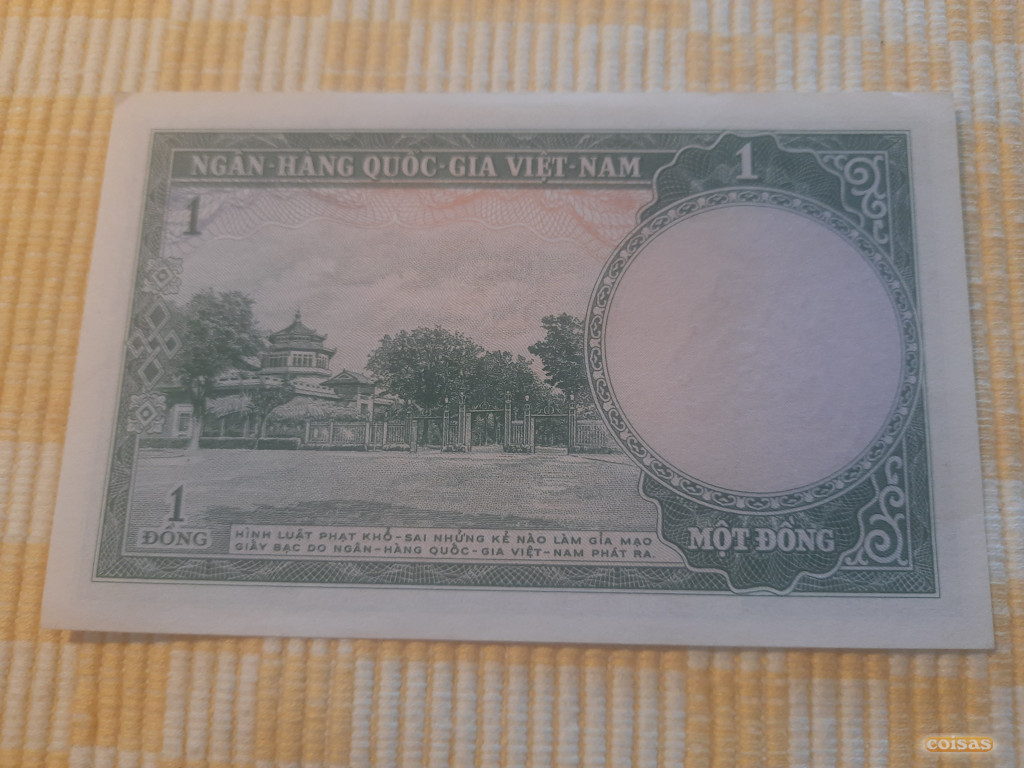 NGÂN-HÀNG QUỐC-GIA VIỆT-NAM
1
1
1
ĐỒNG
HÌNH LUẬT PHẠT KHỔ-SAI NHỮNG KẺ NÀO LÀM GIẢ MẠO
GIẤY BẠC DO NGÂN-HÀNG QUỐC-GIA VIỆT-NAM PHÁT RA.
MỘT ĐỒNG
coisas